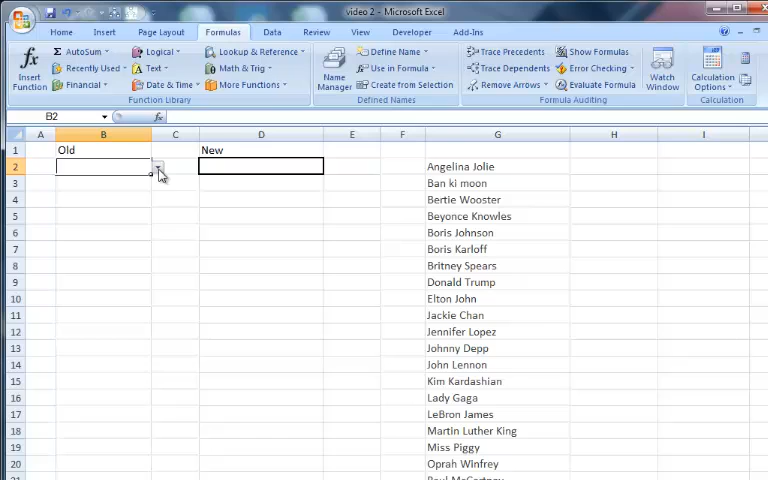 video 2 - Microsoft Excel
Home Insert Page Layout Formulas Data Review View Developer Add-Ins
fx Insert Function
Σ AutoSum Logical Lookup & Reference
Recently Used Text Math & Trig
Financial Date & Time More Functions
Function Library
Name Manager
Define Name
Use in Formula
Create from Selection
Defined Names
Trace Precedents Show Formulas
Trace Dependents Error Checking
Remove Arrows Evaluate Formula
Formula Auditing
Watch Window
Calculation Options
Calculation
B2 fx
A B C D E F G H I
1 Old New
2 Angelina Jolie
3 Ban ki moon
4 Bertie Wooster
5 Beyonce Knowles
6 Boris Johnson
7 Boris Karloff
8 Britney Spears
9 Donald Trump
10 Elton John
11 Jackie Chan
12 Jennifer Lopez
13 Johnny Depp
14 John Lennon
15 Kim Kardashian
16 Lady Gaga
17 LeBron James
18 Martin Luther King
19 Miss Piggy
20 Oprah Winfrey